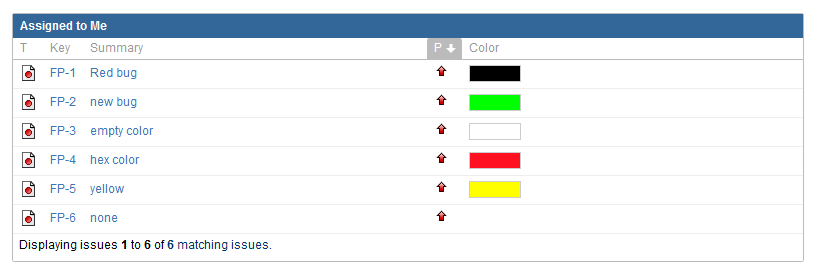 Assigned to Me
T Key Summary P Color
FP-1 Red bug
FP-2 new bug
FP-3 empty color
FP-4 hex color
FP-5 yellow
FP-6 none
Displaying issues 1 to 6 of 6 matching issues.